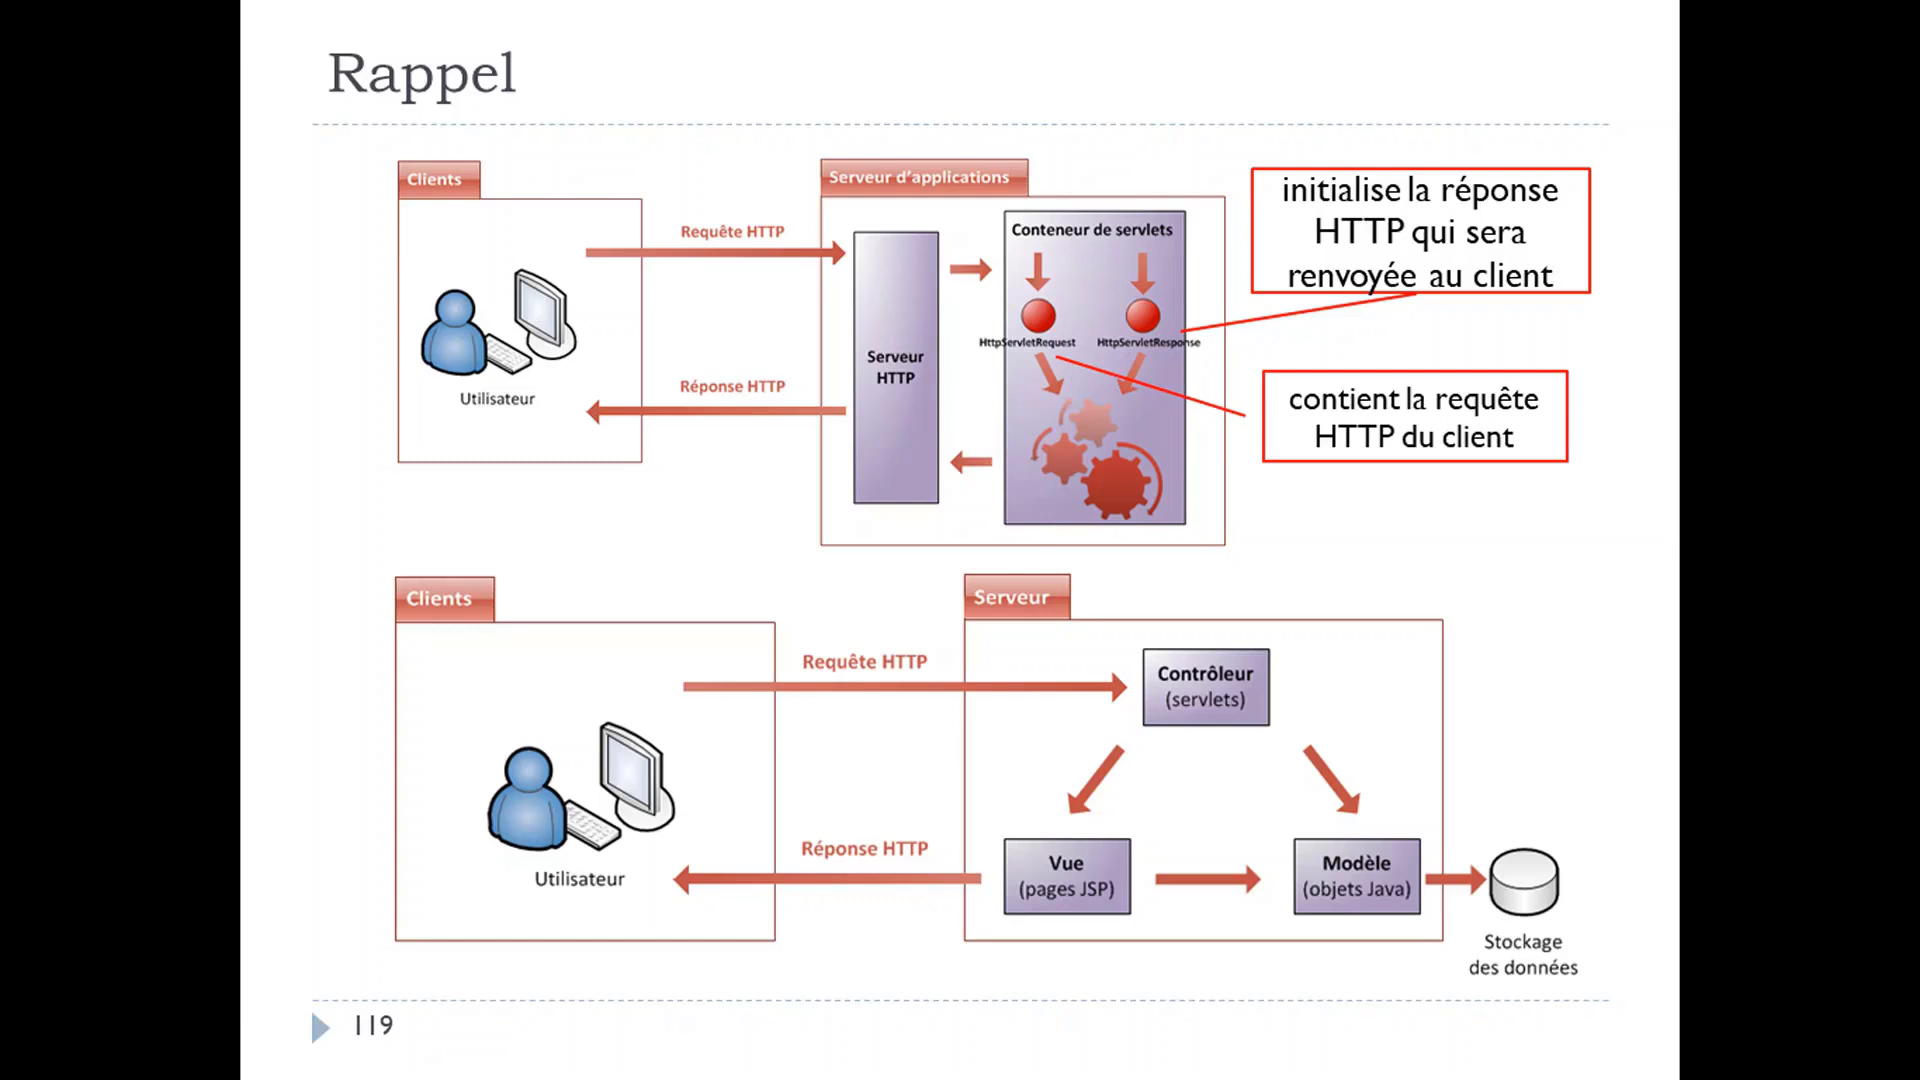 Rappel
Clients
Utilisateur
Requête HTTP
Réponse HTTP
Serveur d'applications
Serveur
HTTP
Conteneur de servlets
HttpServletRequest
HttpServletResponse
initialise la réponse
HTTP qui sera
renvoyée au client
contient la requête
HTTP du client
Clients
Utilisateur
Requête HTTP
Réponse HTTP
Serveur
Contrôleur
(servlets)
Vue
(pages JSP)
Modèle
(objets Java)
Stockage
des données
119